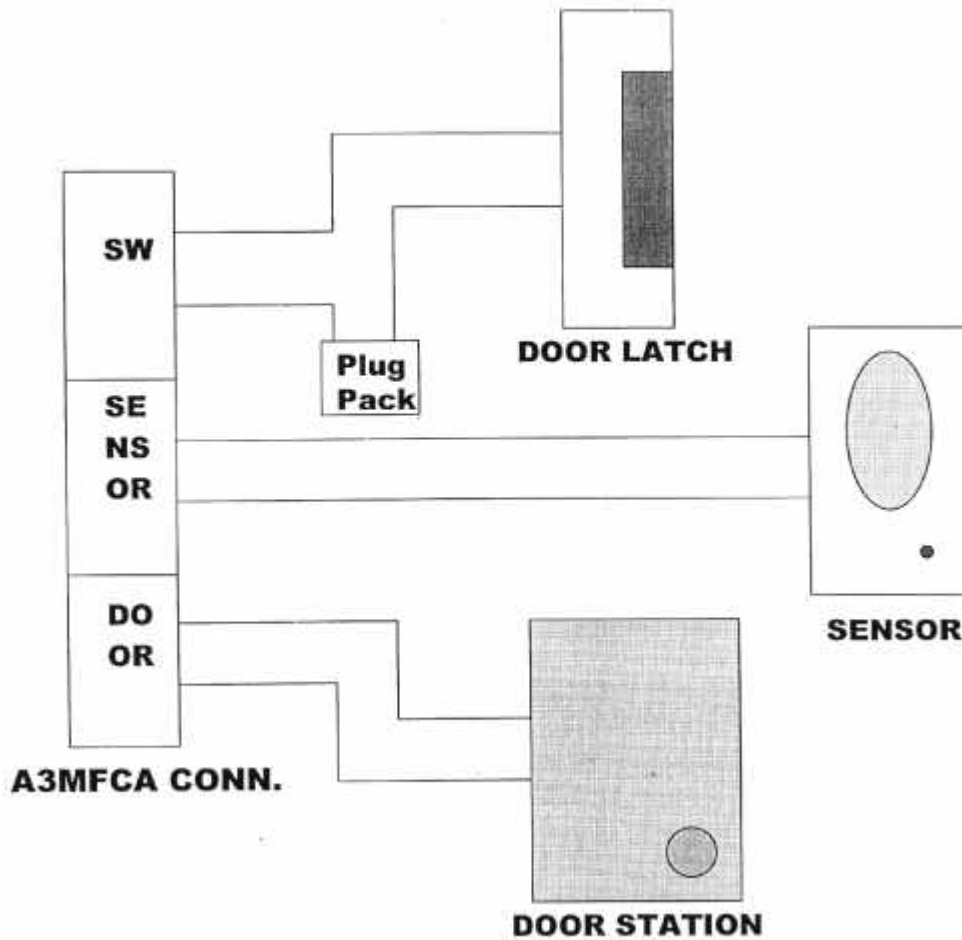 SW
DOOR LATCH
Plug
Pack
SE
NS
OR
SENSOR
DO
OR
A3MFCA CONN.
DOOR STATION